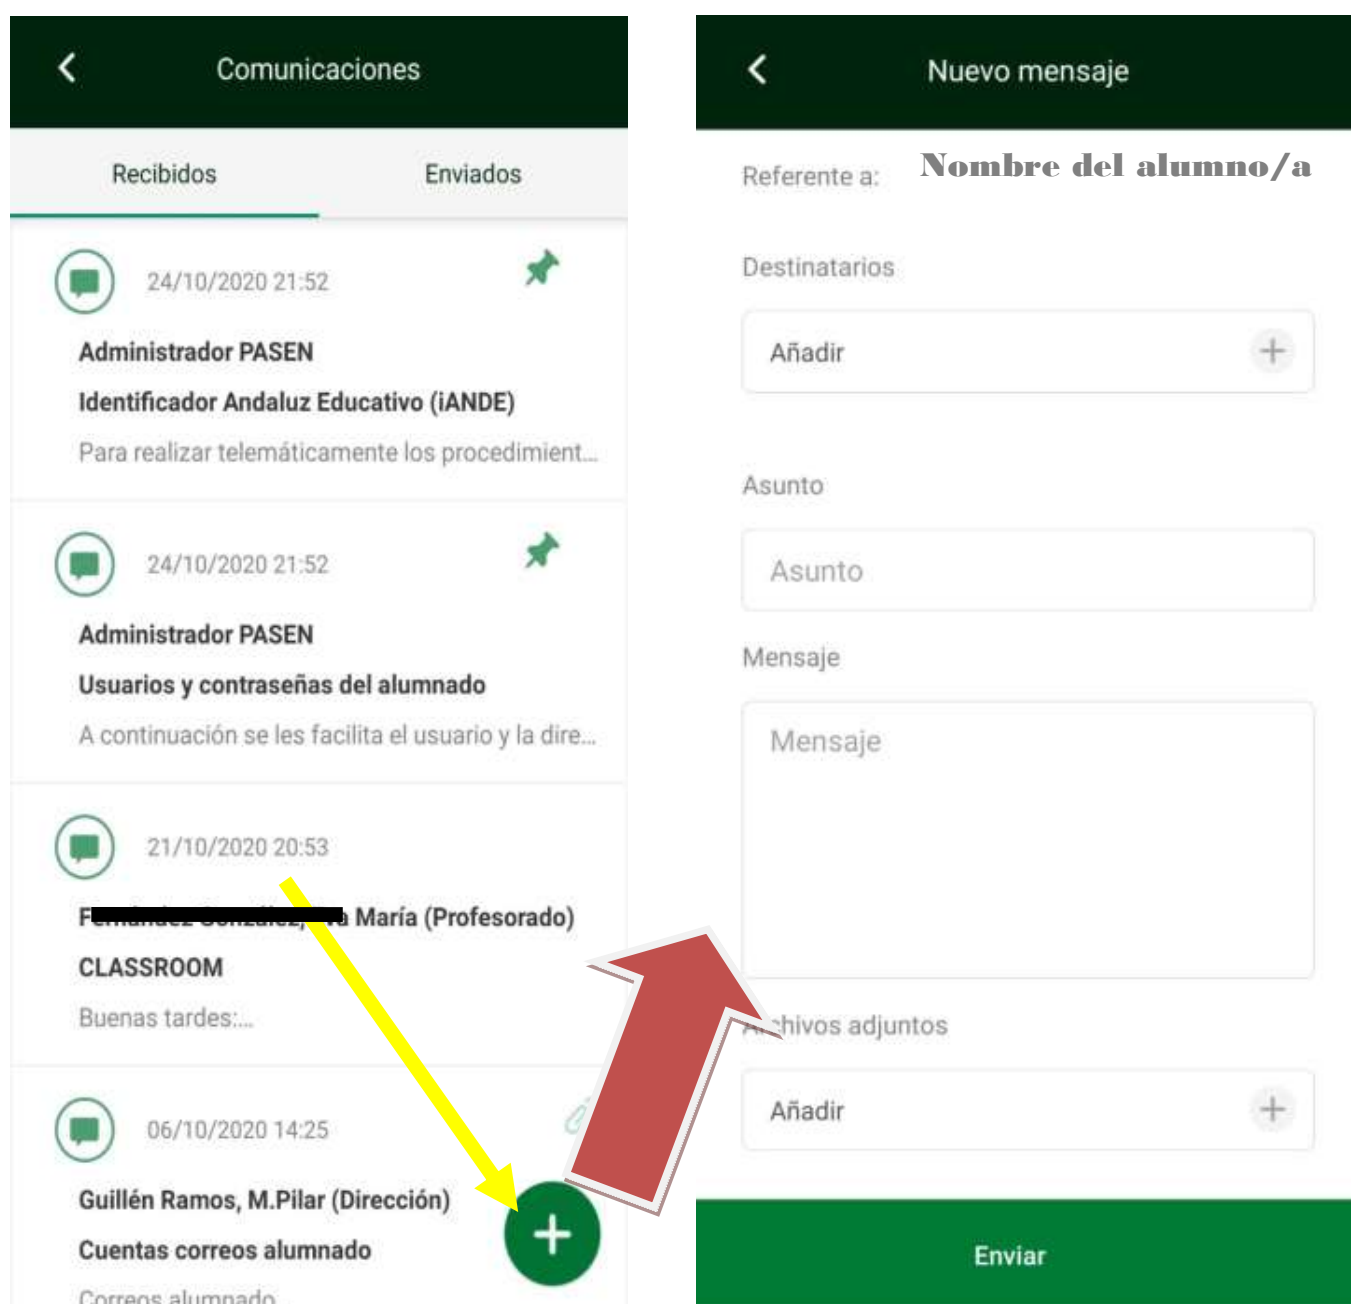 Comunicaciones
Recibidos
Enviados
24/10/2020 21:52
Administrador PASEN
Identificador Andaluz Educativo (iANDE)
Para realizar telemáticamente los procedimient...
24/10/2020 21:52
Administrador PASEN
Usuarios y contraseñas del alumnado
A continuación se les facilita el usuario y la dire...
21/10/2020 20:53
María (Profesorado)
CLASSROOM
Buenas tardes:...
06/10/2020 14:25
Guillén Ramos, M.Pilar (Dirección)
Cuentas correos alumnado
Correos alumnado
Nuevo mensaje
Referente a: Nombre del alumno/a
Destinatarios
Añadir
Asunto
Asunto
Mensaje
Mensaje
Archivos adjuntos
Añadir
Enviar